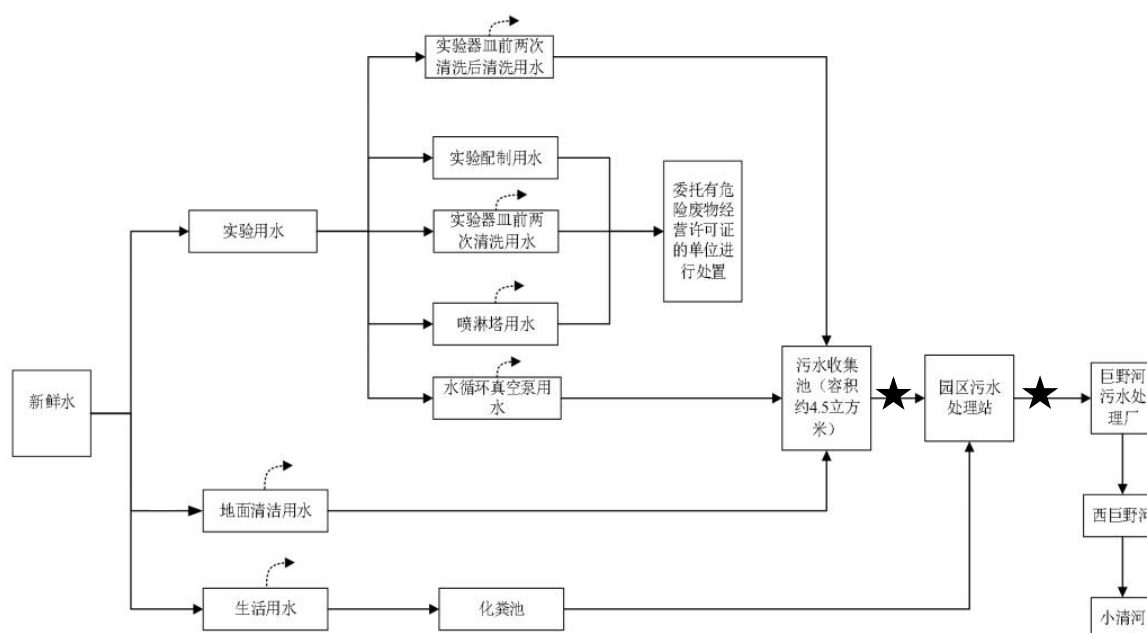 实验器皿前两次
清洗后清洗用水
实验配制用水
委托有危
险废物经
营许可证
的单位进
行处置
实验用水
实验器皿前两
次清洗用水
喷淋塔用水
新鲜水
水循环真空泵用
水
污水收集
池（容积
约4.5立方
米）
园区污水
处理站
巨野河
污水处
理厂
地面清洁用水
西巨野河
生活用水
化粪池
小清河